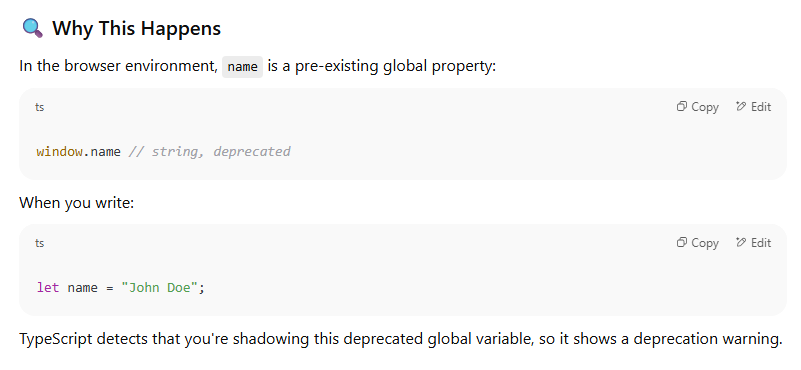 🔍 Why This Happens
In the browser environment, name is a pre-existing global property:
ts
Copy Edit
window.name // string, deprecated
When you write:
ts
Copy Edit
let name = "John Doe";
TypeScript detects that you're shadowing this deprecated global variable, so it shows a deprecation warning.